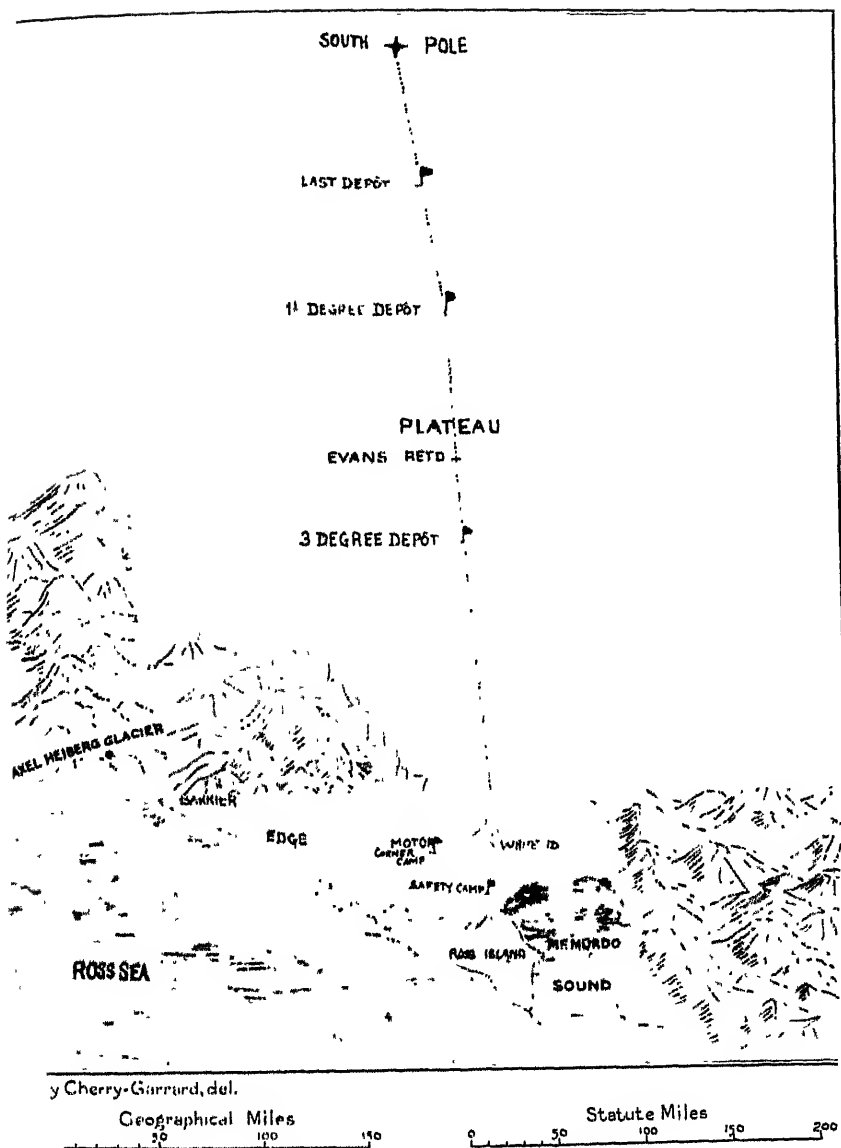 SOUTH POLE
LAST DEPÔT
1½ DEGREE DEPÔT
PLATEAU
EVANS RETD
3 DEGREE DEPÔT
AXEL HEIBERG GLACIER
BARRIER
EDGE
MOTOR
CORNER
CAMP
WHITE ID
SAFETY CAMP
ROSS ISLAND
MCMURDO
ROSS SEA
SOUND
y Cherry-Garrard, del.
Geographical Miles
Statute Miles
50 100 150
0 50 100 150 200